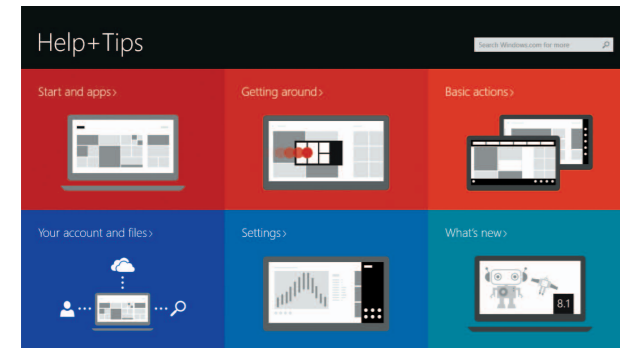 Help+Tips
Search Windows.com for more
Start and apps>
Getting around>
Basic actions>
Your account and files>
Settings>
What's new>
8.1